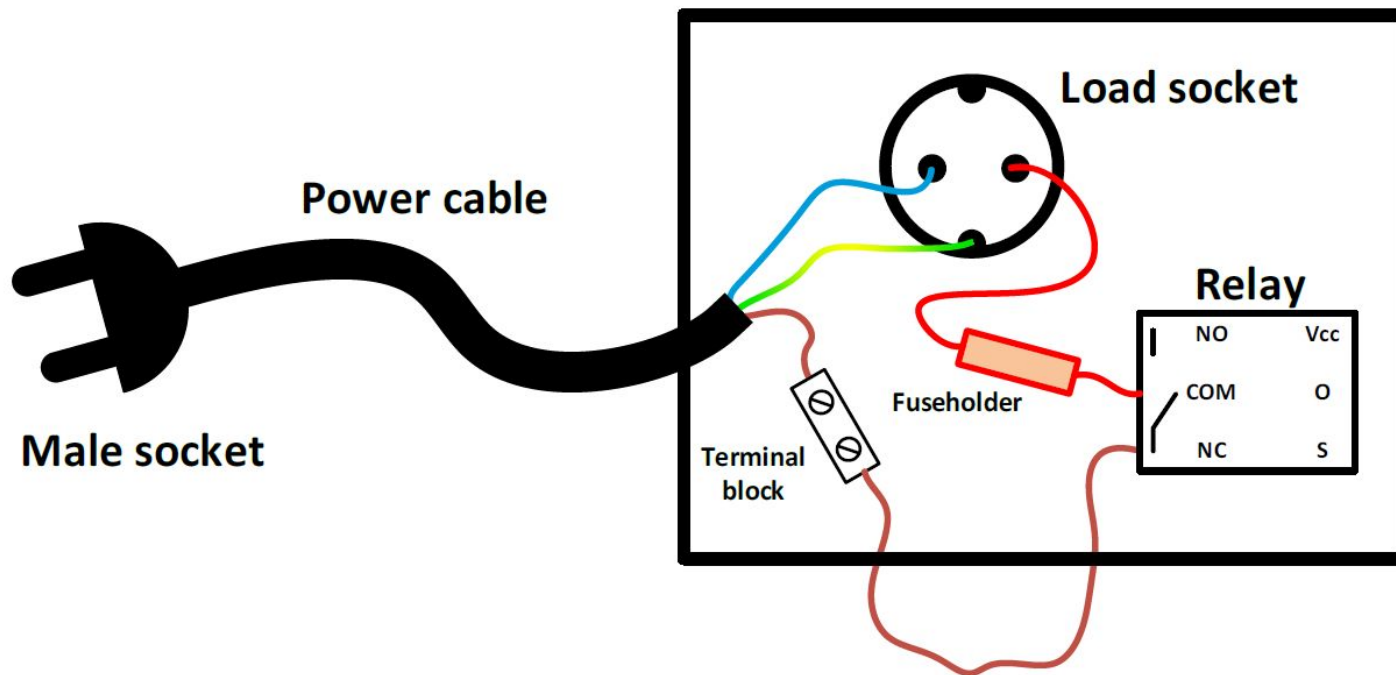 Load socket
Power cable
Relay
NO Vcc
COM O
NC S
Fuseholder
Male socket
Terminal
block